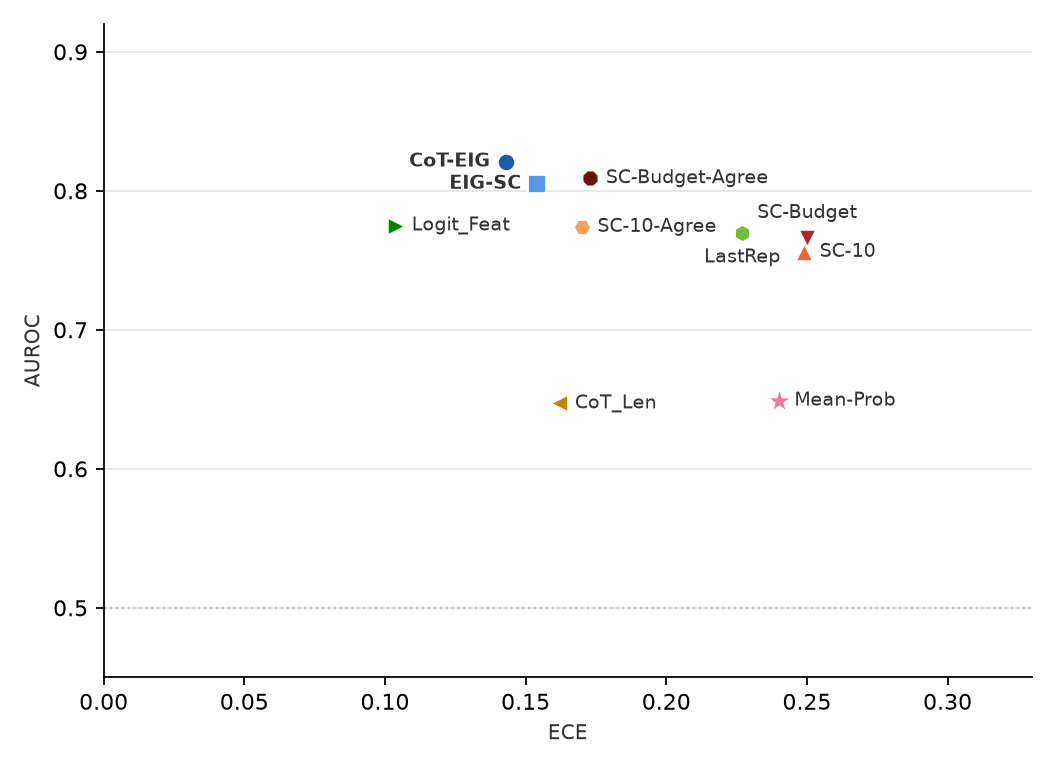 0.9
CoT-EIG
EIG-SC
SC-Budget-Agree
0.8
SC-Budget
Logit_Feat
SC-10-Agree
LastRep
SC-10
AUROC
0.7
CoT_Len
Mean-Prob
0.6
0.5
0.00 0.05 0.10 0.15 0.20 0.25 0.30
ECE